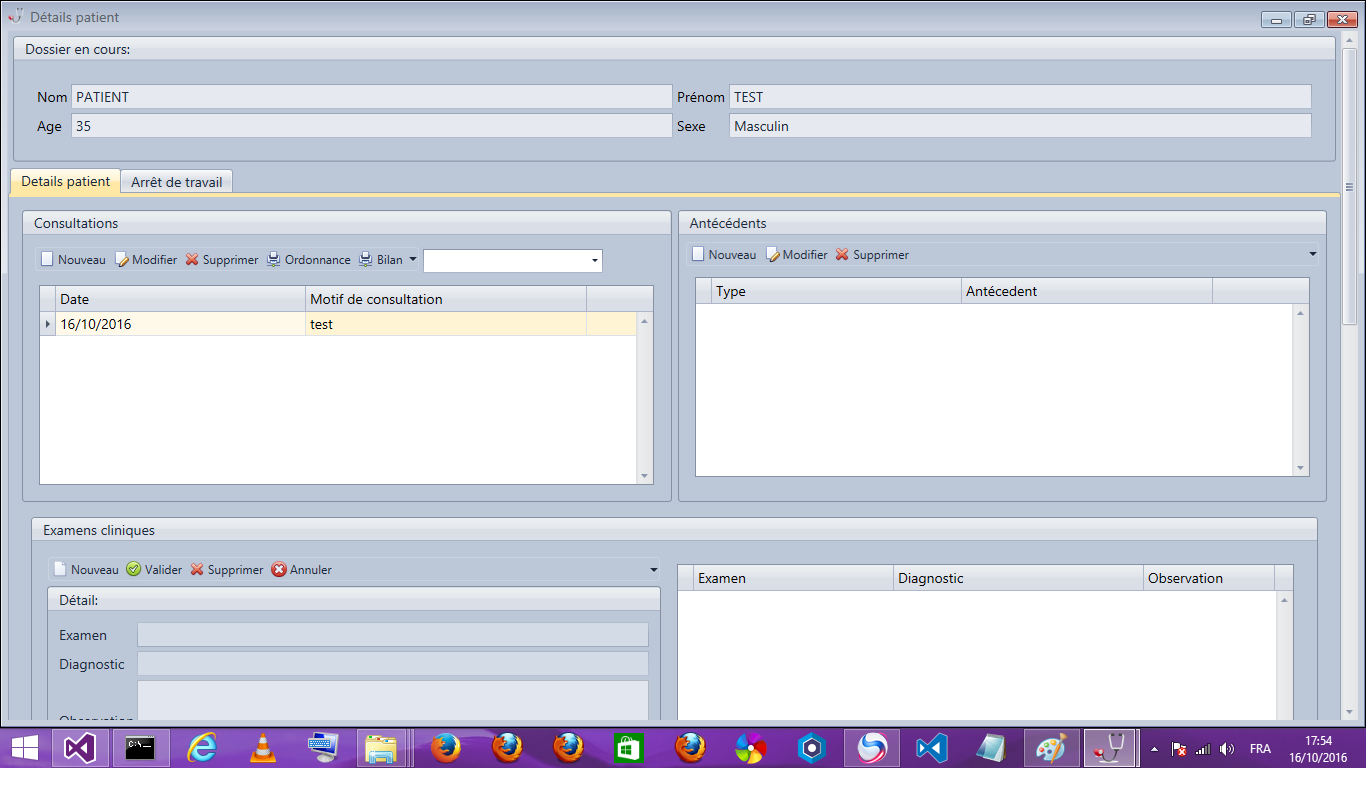 Détails patient
Dossier en cours:
Nom PATIENT Prénom TEST
Age 35 Sexe Masculin
Details patient Arrêt de travail
Consultations
Nouveau Modifier Supprimer Ordonnance Bilan
Date Motif de consultation
16/10/2016 test
Antécédents
Nouveau Modifier Supprimer
Type Antécedent
Examens cliniques
Nouveau Valider Supprimer Annuler
Détail:
Examen
Diagnostic
Observation
Examen Diagnostic Observation
C:\_
FRA
17:54
16/10/2016